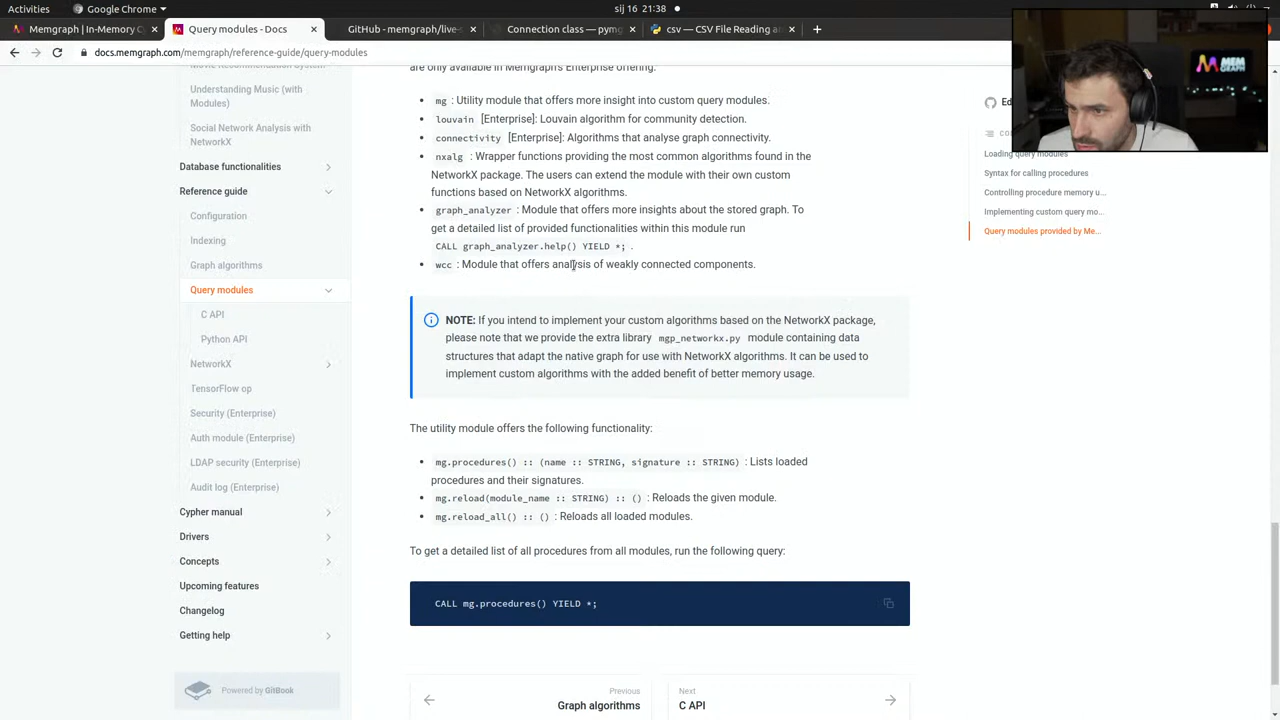 Activities
Google Chrome
sij 16 21:38
Memgraph | In-Memory
Query modules - Docs
GitHub - memgraph/live-
Connection class — pymg
csv — CSV File Reading a
docs.memgraph.com/memgraph/reference-guide/query-modules
Understanding Music (with
Modules)
Social Network Analysis with
NetworkX
Database functionalities
Reference guide
Configuration
Indexing
Graph algorithms
Query modules
C API
Python API
NetworkX
TensorFlow op
Security (Enterprise)
Auth module (Enterprise)
LDAP security (Enterprise)
Audit log (Enterprise)
Cypher manual
Drivers
Concepts
Upcoming features
Changelog
Getting help
Powered by GitBook
are only available in Memgraph's Enterprise offering.
mg : Utility module that offers more insight into custom query modules.
louvain [Enterprise]: Louvain algorithm for community detection.
connectivity [Enterprise]: Algorithms that analyse graph connectivity.
nxalg : Wrapper functions providing the most common algorithms found in the
NetworkX package. The users can extend the module with their own custom
functions based on NetworkX algorithms.
graph_analyzer : Module that offers more insights about the stored graph. To
get a detailed list of provided functionalities within this module run
CALL graph_analyzer.help() YIELD *; .
wcc : Module that offers analysis of weakly connected components.
NOTE: If you intend to implement your custom algorithms based on the NetworkX package,
please note that we provide the extra library mgp_networkx.py module containing data
structures that adapt the native graph for use with NetworkX algorithms. It can be used to
implement custom algorithms with the added benefit of better memory usage.
The utility module offers the following functionality:
mg.procedures() :: (name :: STRING, signature :: STRING) : Lists loaded
procedures and their signatures.
mg.reload(module_name :: STRING) :: () : Reloads the given module.
mg.reload_all() :: () : Reloads all loaded modules.
To get a detailed list of all procedures from all modules, run the following query:
CALL mg.procedures() YIELD *;
Previous
Graph algorithms
Next
C API
Loading query modules
Syntax for calling procedures
Controlling procedure memory u...
Implementing custom query mo...
Query modules provided by Me...
MEM
GRAPH